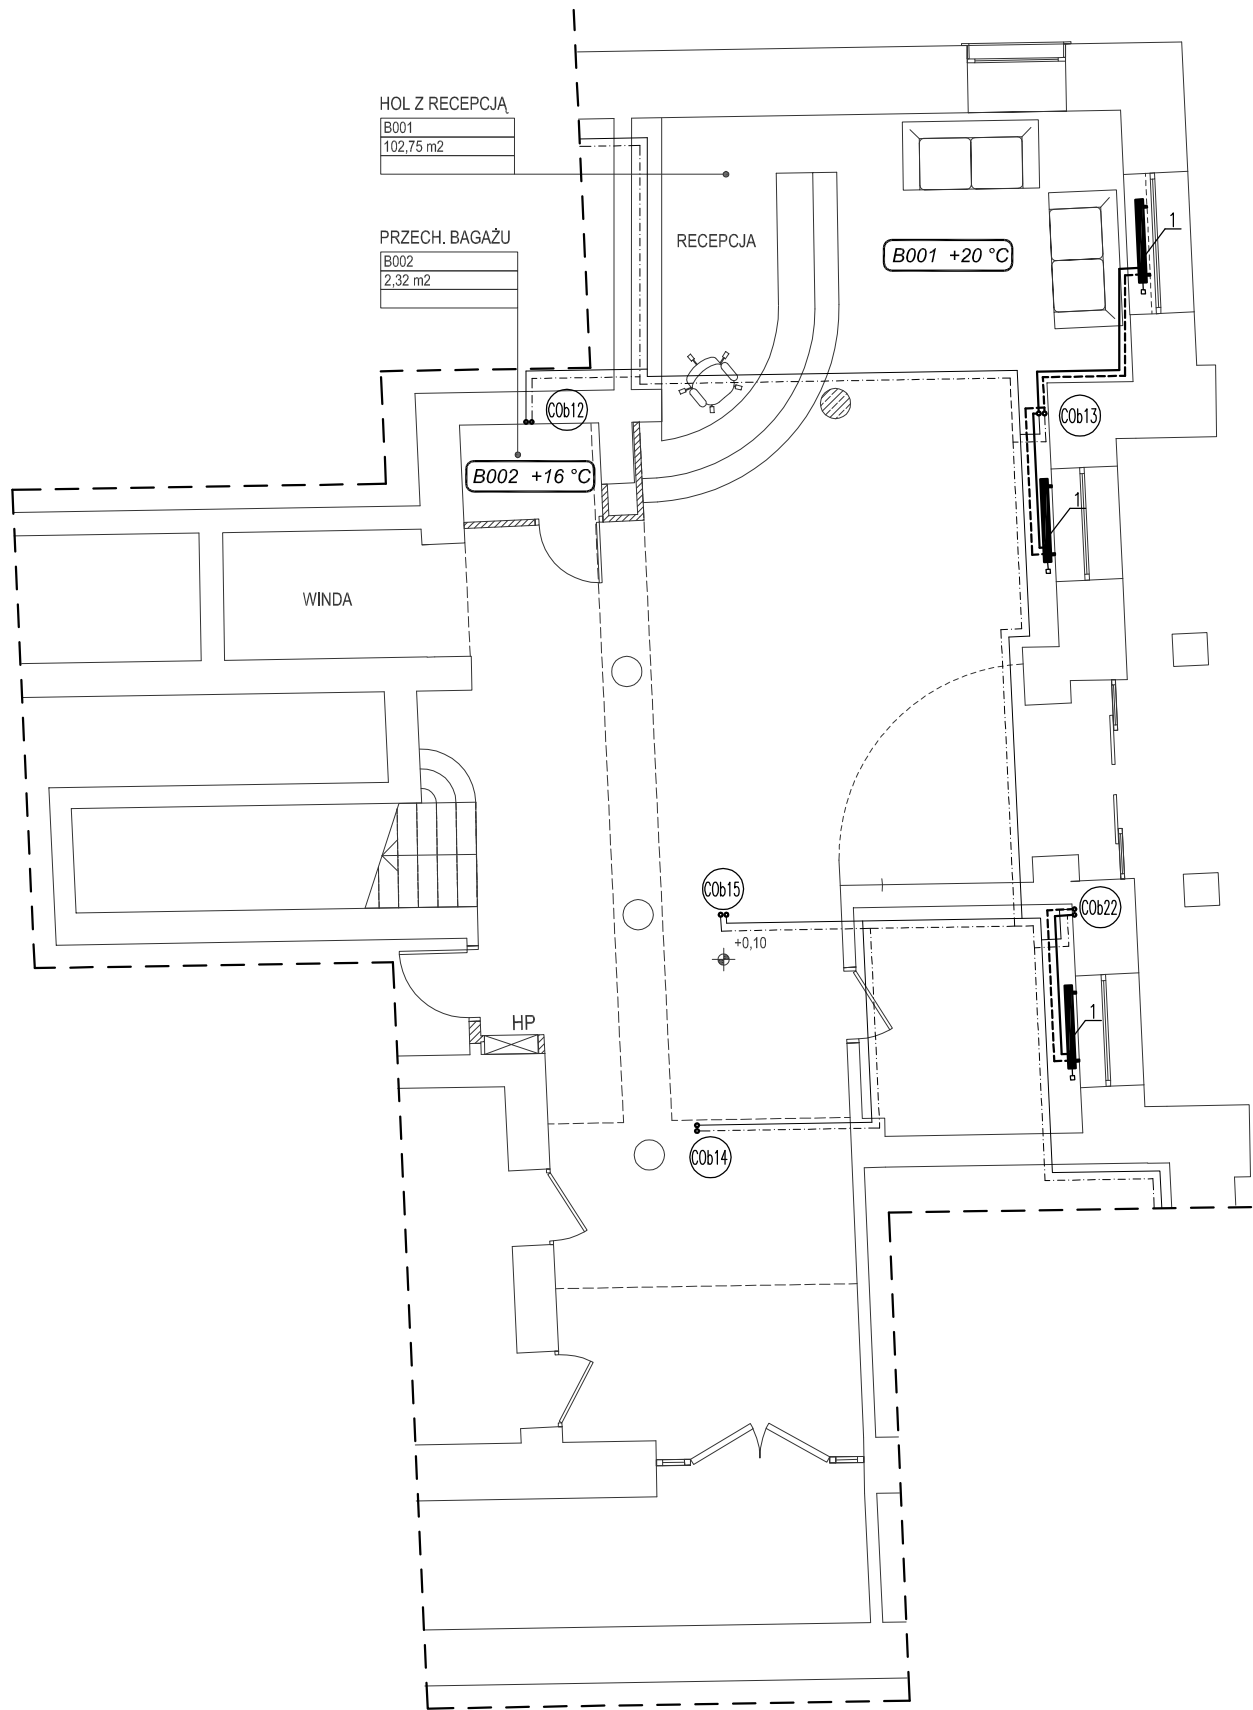 HOL Z RECEPCJĄ
B001
102,75 m2
PRZECH. BAGAŻU
B002
2,32 m2
RECEPCJA
B001 +20 °C
1
COb12
COb13
B002 +16 °C
1
WINDA
COb15
COb22
+0,10
HP
1
COb14